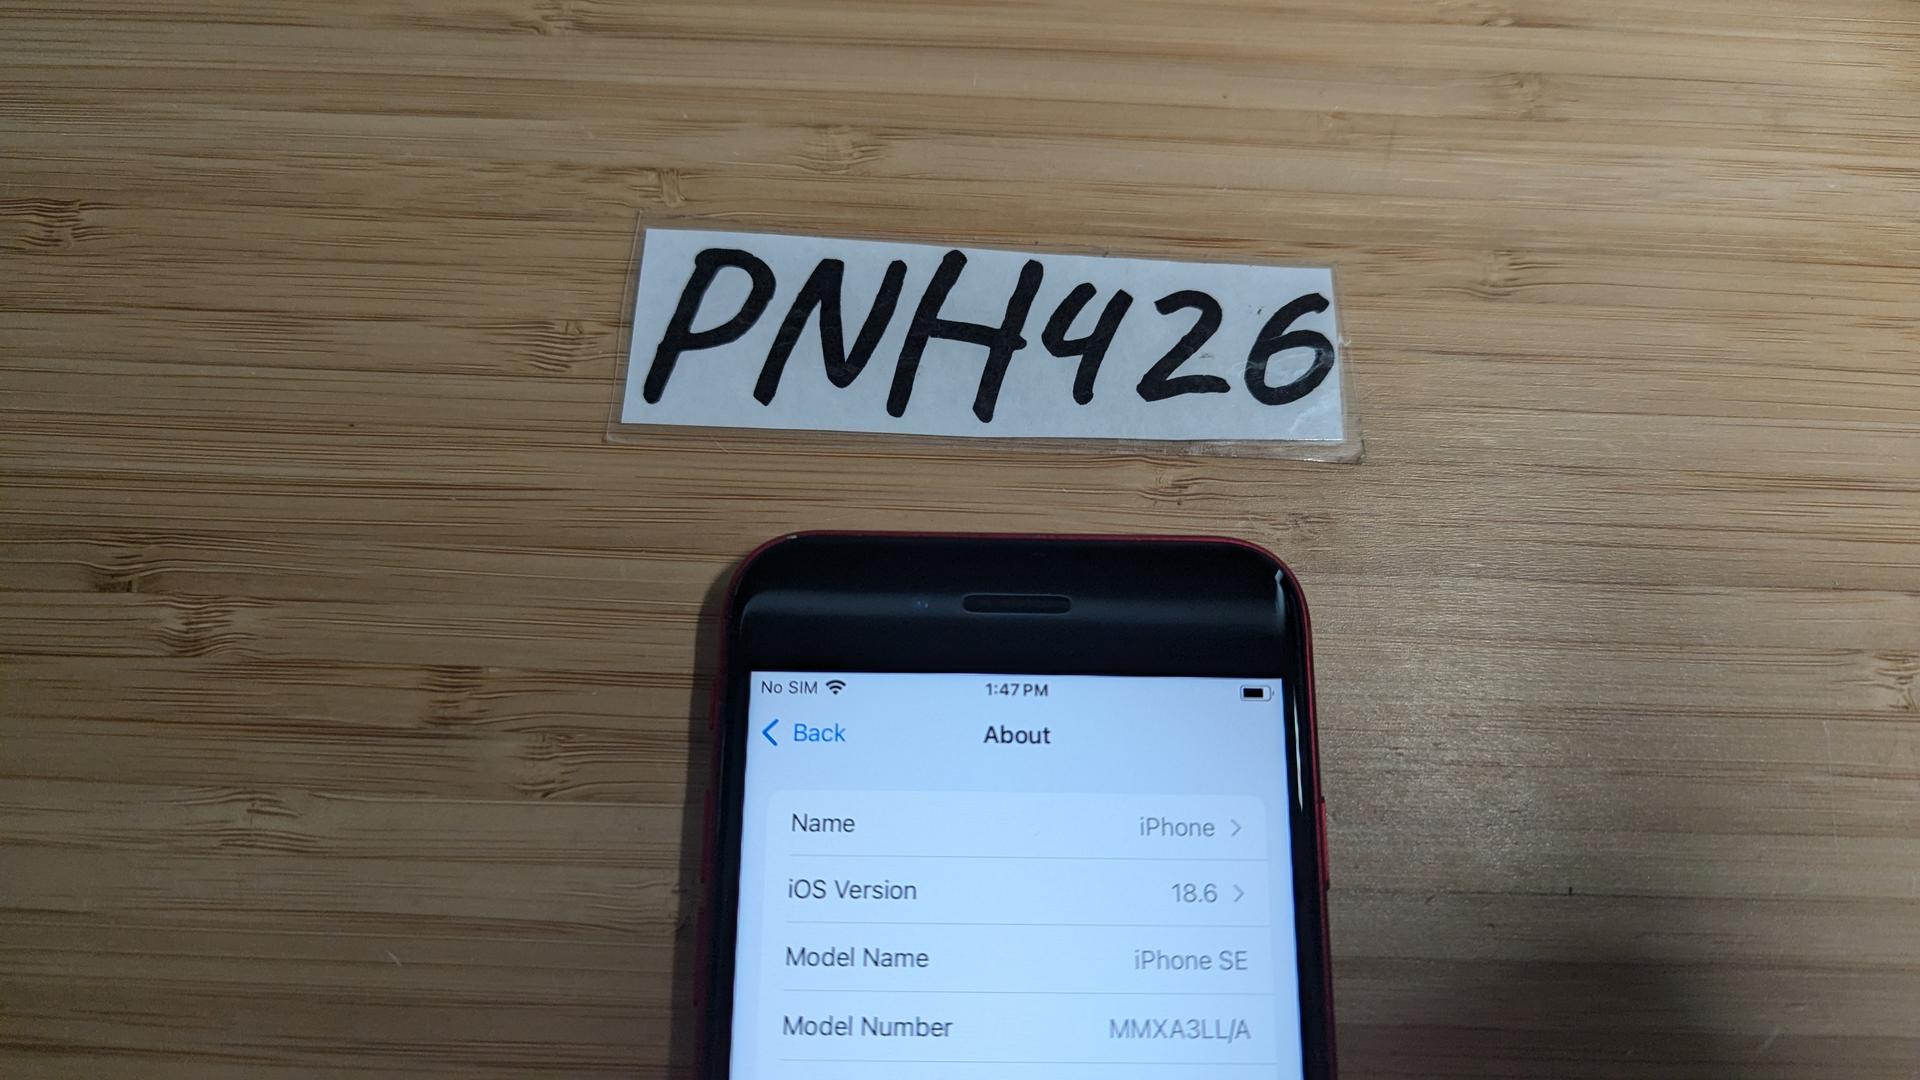 PNH426
No SIM 1:47 PM
Back About
Name iPhone
iOS Version 18.6
Model Name iPhone SE
Model Number MMXA3LL/A